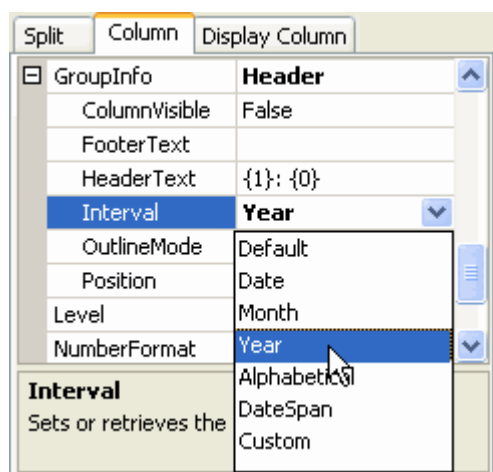 Split Column Display Column
GroupInfo Header
ColumnVisible False
FooterText
HeaderText {1}: {0}
Interval Year
OutlineMode Default
Position Date
Level Month
NumberFormat Year
Alphabetical
Interval DateSpan
Sets or retrieves the Custom